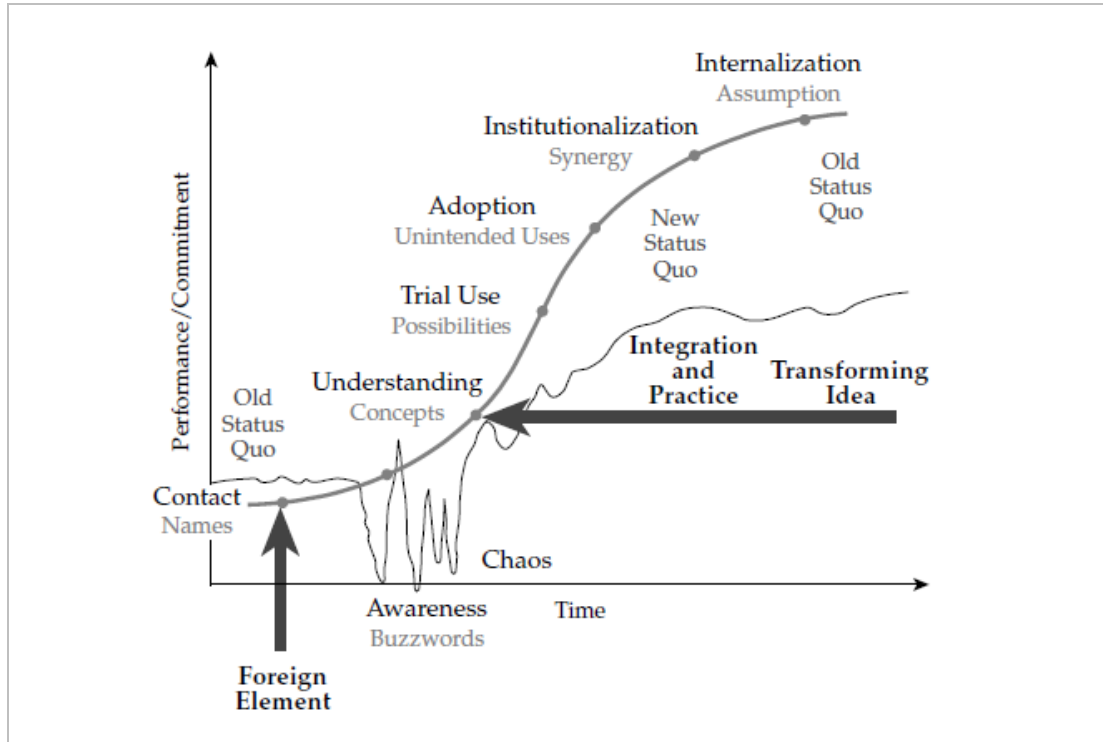 Internalization
Assumption
Institutionalization
Synergy
Old
Status
Quo
Adoption
Unintended Uses
New
Status
Quo
Trial Use
Possibilities
Integration
and
Practice
Transforming
Idea
Understanding
Concepts
Old
Status
Quo
Performance/Commitment
Contact
Names
Chaos
Awareness
Buzzwords
Time
Foreign
Element